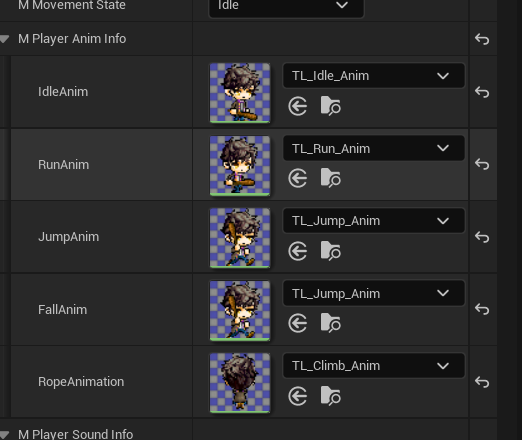 M Movement State
Idle
M Player Anim Info
IdleAnim
TL_Idle_Anim
RunAnim
TL_Run_Anim
JumpAnim
TL_Jump_Anim
FallAnim
TL_Jump_Anim
RopeAnimation
TL_Climb_Anim
M Player Sound Info